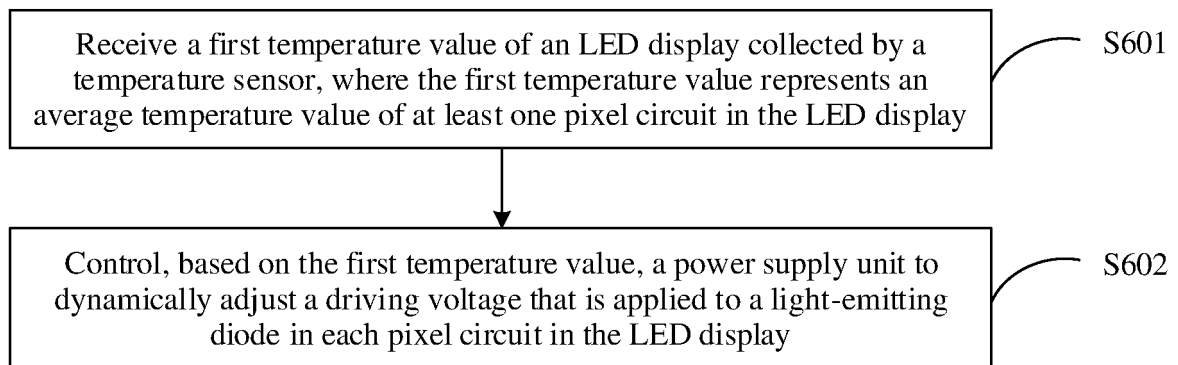 Receive a first temperature value of an LED display collected by a
temperature sensor, where the first temperature value represents an
average temperature value of at least one pixel circuit in the LED display
S601
Control, based on the first temperature value, a power supply unit to
dynamically adjust a driving voltage that is applied to a light-emitting
diode in each pixel circuit in the LED display
S602